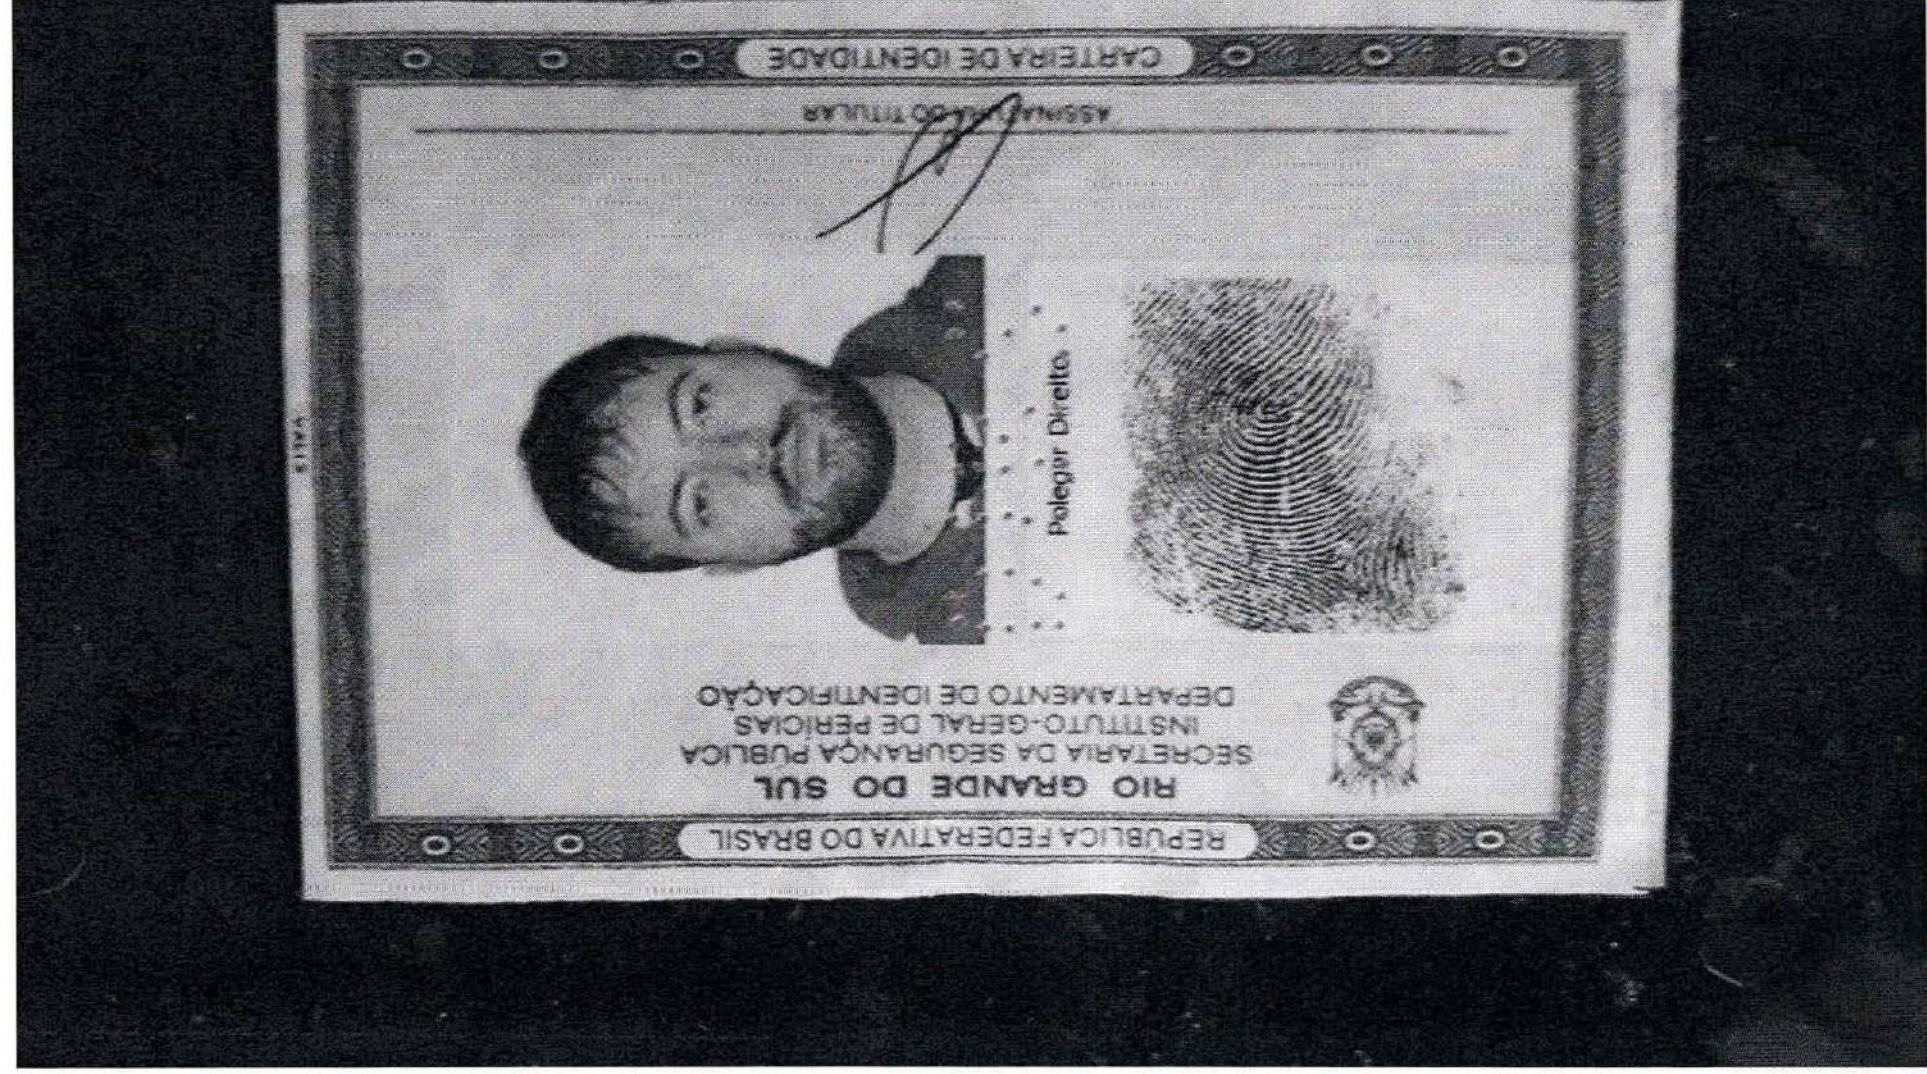 REPÚBLICA FEDERATIVA DO BRASIL
RIO GRANDE DO SUL
SECRETARIA DA SEGURANÇA PÚBLICA
INSTITUTO-GERAL DE PERÍCIAS
DEPARTAMENTO DE IDENTIFICAÇÃO
Polegar Direito
ASSINATURA DO TITULAR
CARTEIRA DE IDENTIDADE